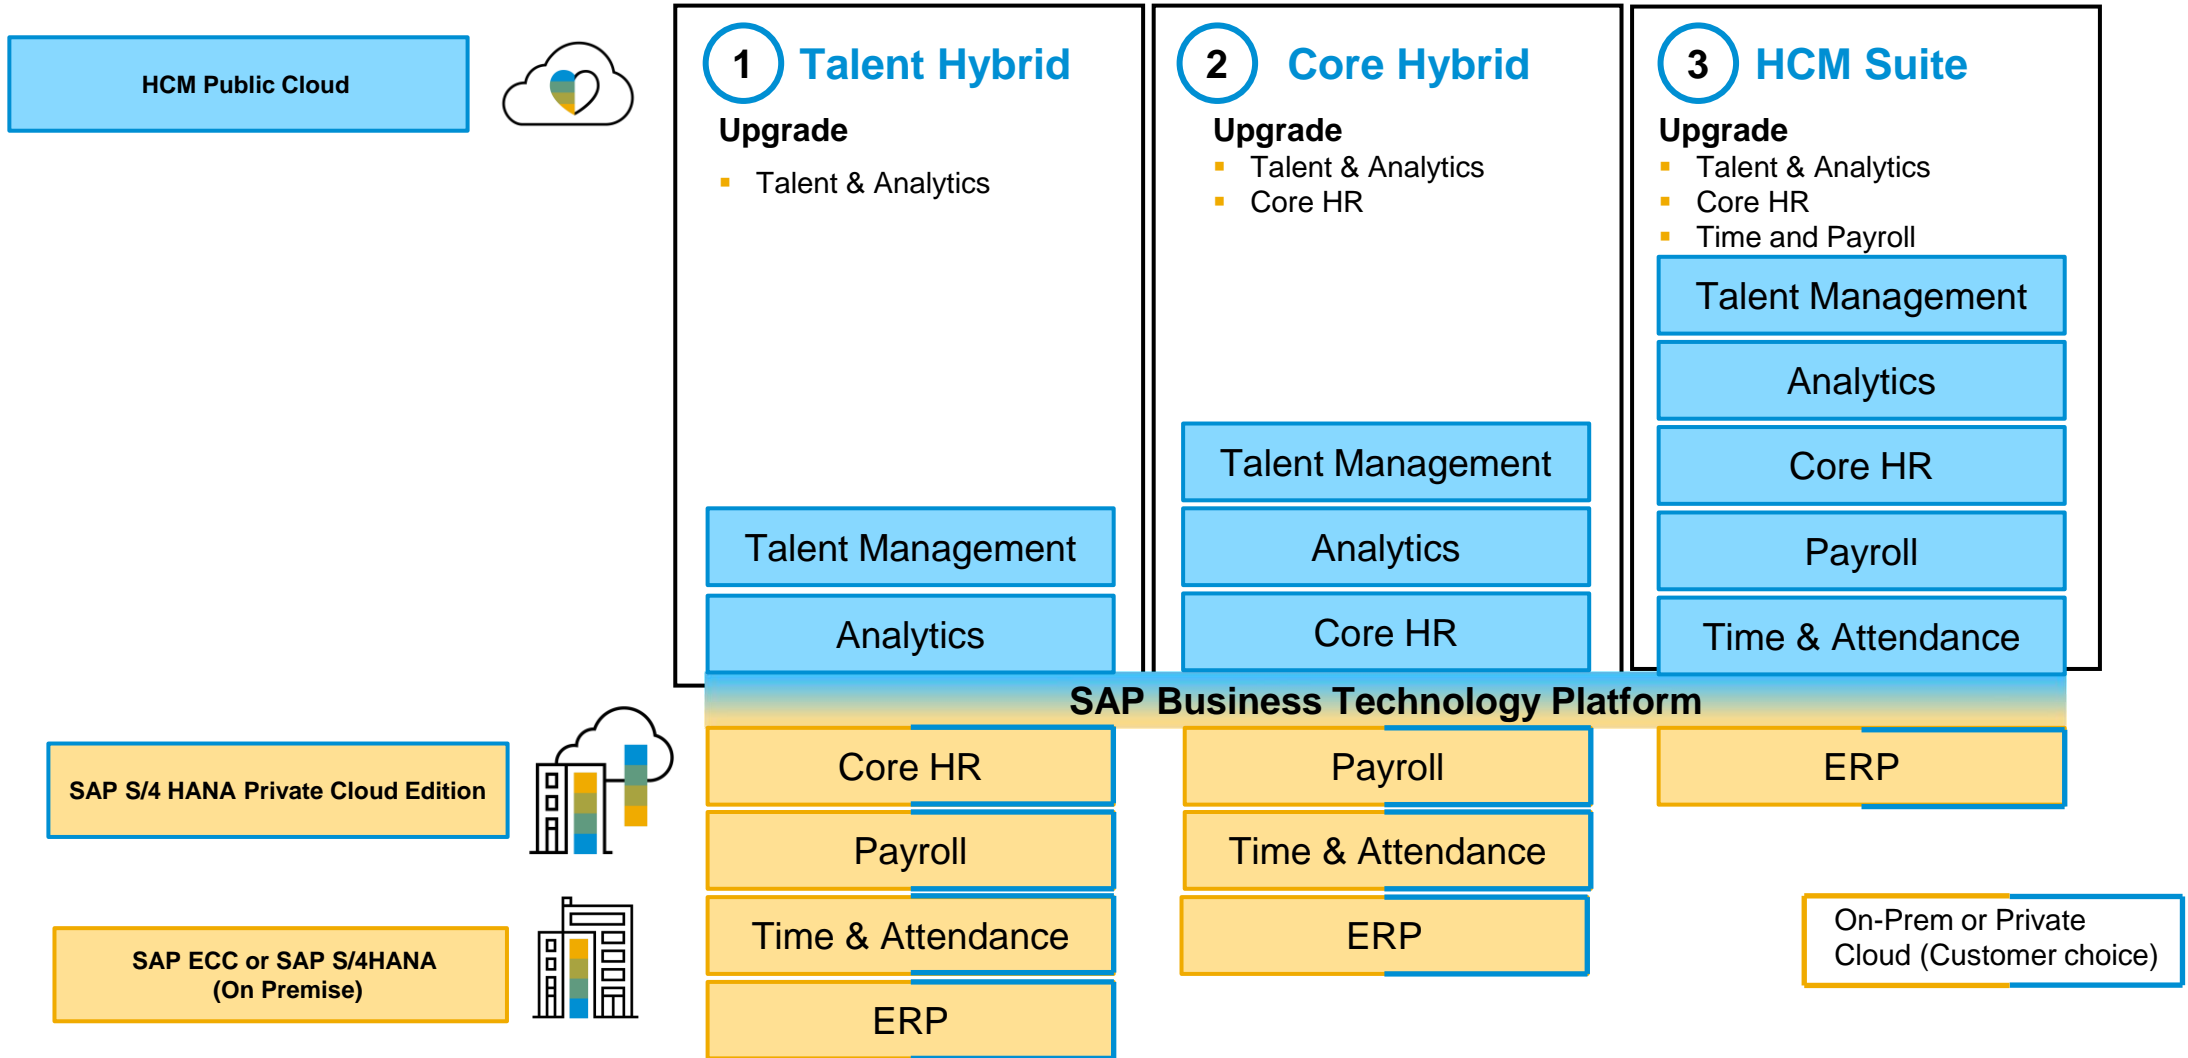 HCM Public Cloud
1 Talent Hybrid
Upgrade
Talent & Analytics
Talent Management
Analytics
2 Core Hybrid
Upgrade
Talent & Analytics
Core HR
Talent Management
Analytics
Core HR
3 HCM Suite
Upgrade
Talent & Analytics
Core HR
Time and Payroll
Talent Management
Analytics
Core HR
Payroll
Time & Attendance
SAP Business Technology Platform
SAP S/4 HANA Private Cloud Edition
SAP ECC or SAP S/4HANA
(On Premise)
Core HR
Payroll
Time & Attendance
ERP
Payroll
Time & Attendance
ERP
ERP
On-Prem or Private
Cloud (Customer choice)